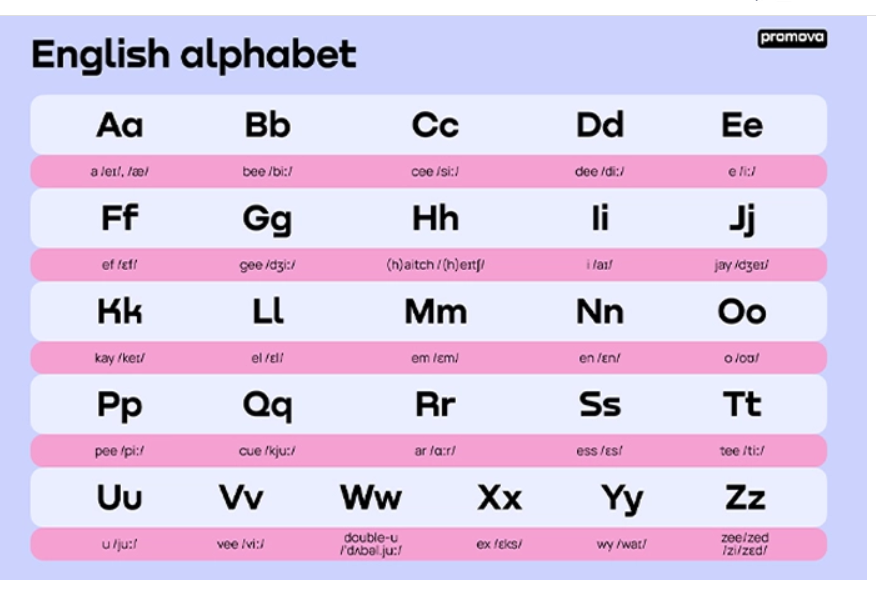 promova
English alphabet
Aa Bb Cc Dd Ee
a /eɪ/, /æ/ bee /biː/ cee /siː/ dee /diː/ e /iː/
Ff Gg Hh Ii Jj
ef /ɛf/ gee /dʒiː/ (h)aitch /(h)eɪtʃ/ i /aɪ/ jay /dʒeɪ/
Kk Ll Mm Nn Oo
kay /keɪ/ el /ɛl/ em /ɛm/ en /ɛn/ o /oʊ/
Pp Qq Rr Ss Tt
pee /piː/ cue /kjuː/ ar /ɑːr/ ess /ɛs/ tee /tiː/
Uu Vv Ww Xx Yy Zz
u /juː/ vee /viː/ double-u /ˈdʌbəl.juː/ ex /ɛks/ wy /waɪ/ zee/zed /zi/zɛd/